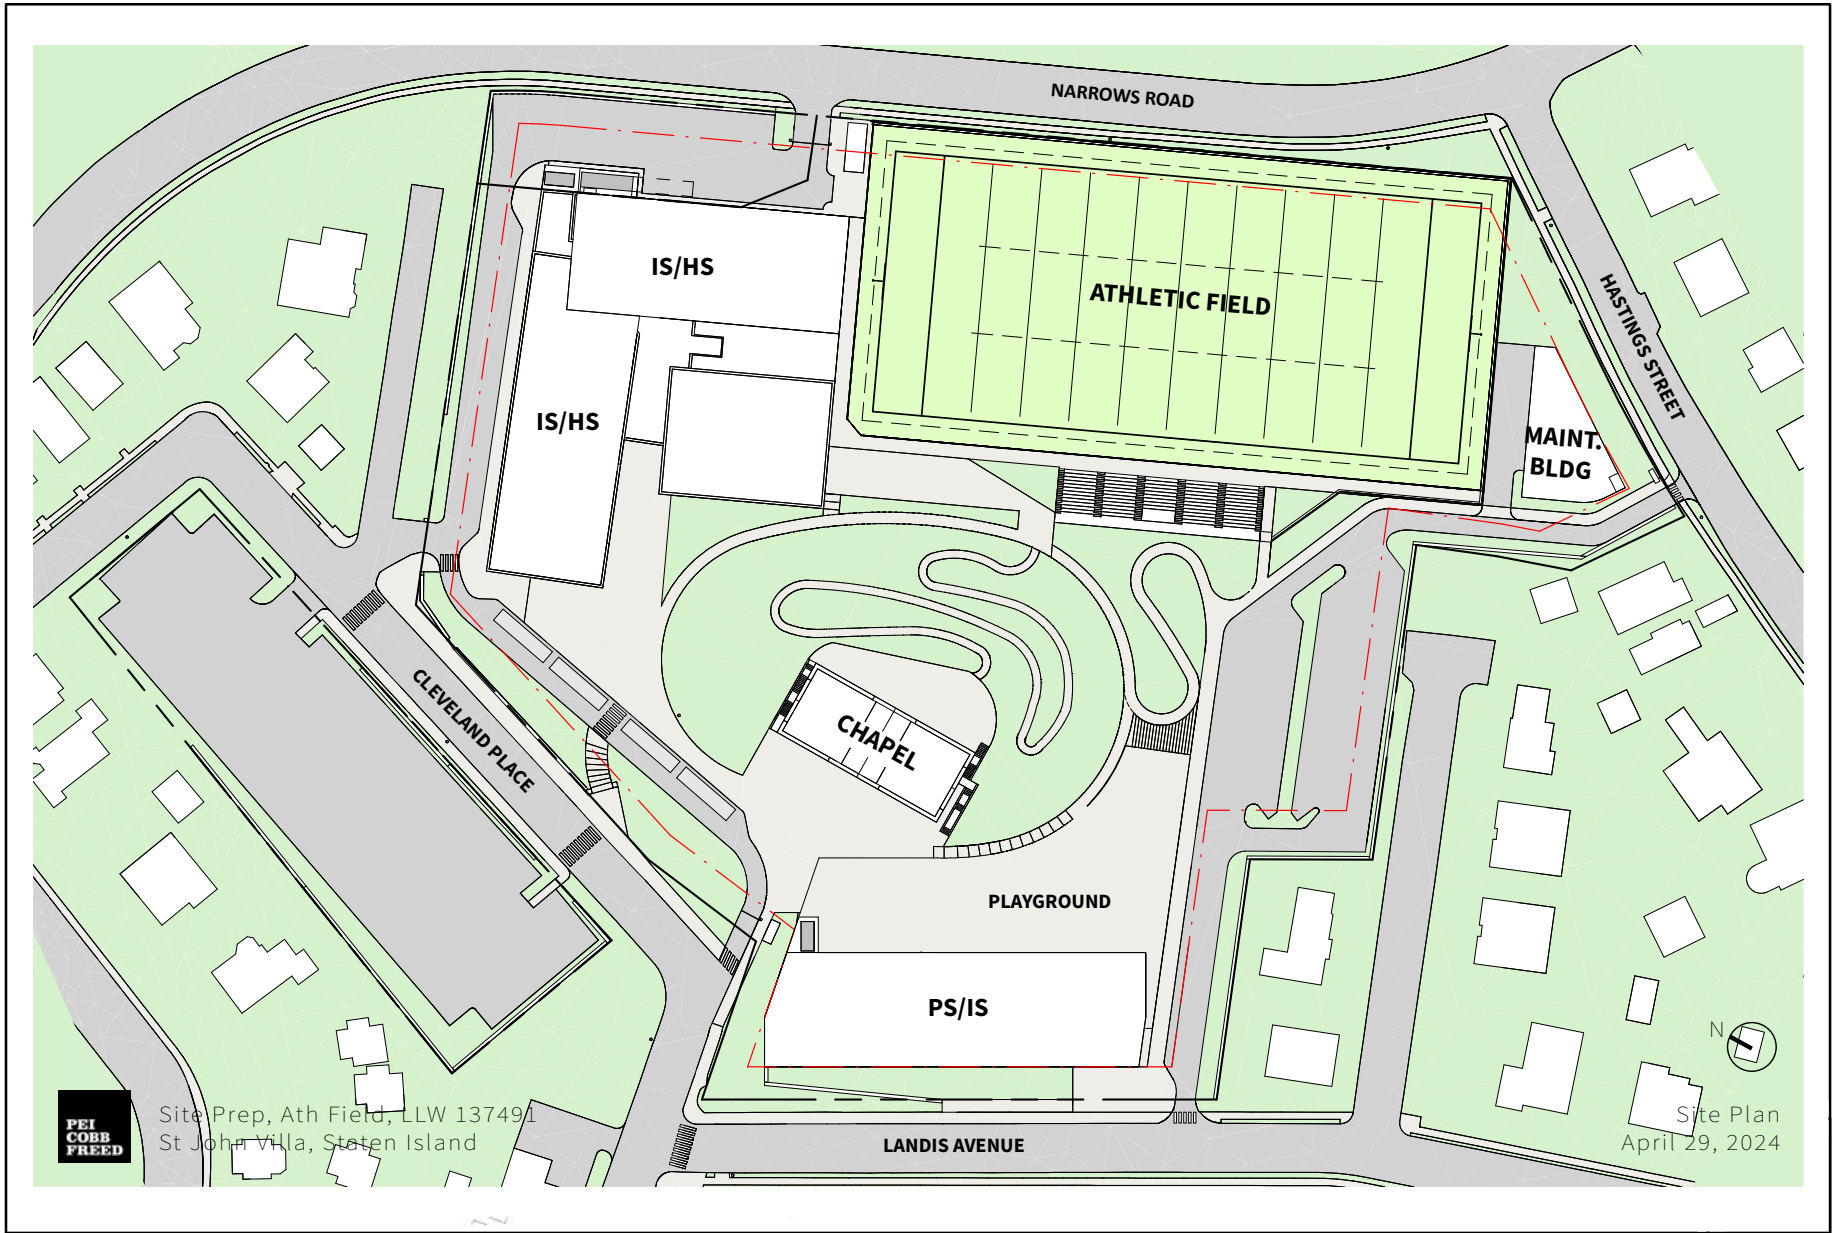 NARROWS ROAD
IS/HS
ATHLETIC FIELD
HASTINGS STREET
IS/HS
MAINT.
BLDG
CLEVELAND PLACE
CHAPEL
PLAYGROUND
PS/IS
N
PEI
COBB
FREED
Site Prep, Ath Field, LLW 137491
St John Villa, Staten Island
LANDIS AVENUE
Site Plan
April 29, 2024